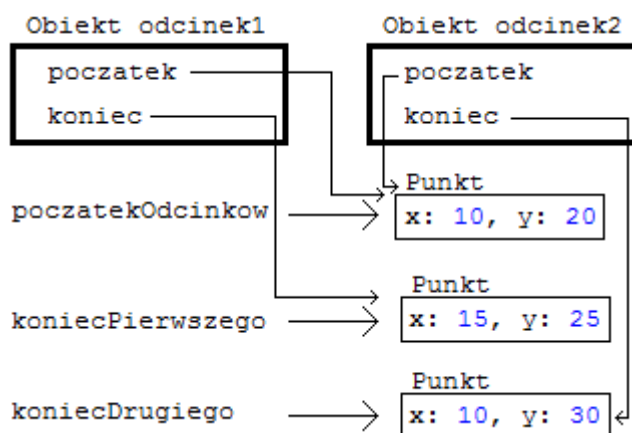 Obiekt odcinek1
Obiekt odcinek2
poczatek
poczatek
koniec
koniec
Punkt
poczatekOdcinkow
x: 10, y: 20
Punkt
koniecPierwszego
x: 15, y: 25
Punkt
koniecDrugiego
x: 10, y: 30